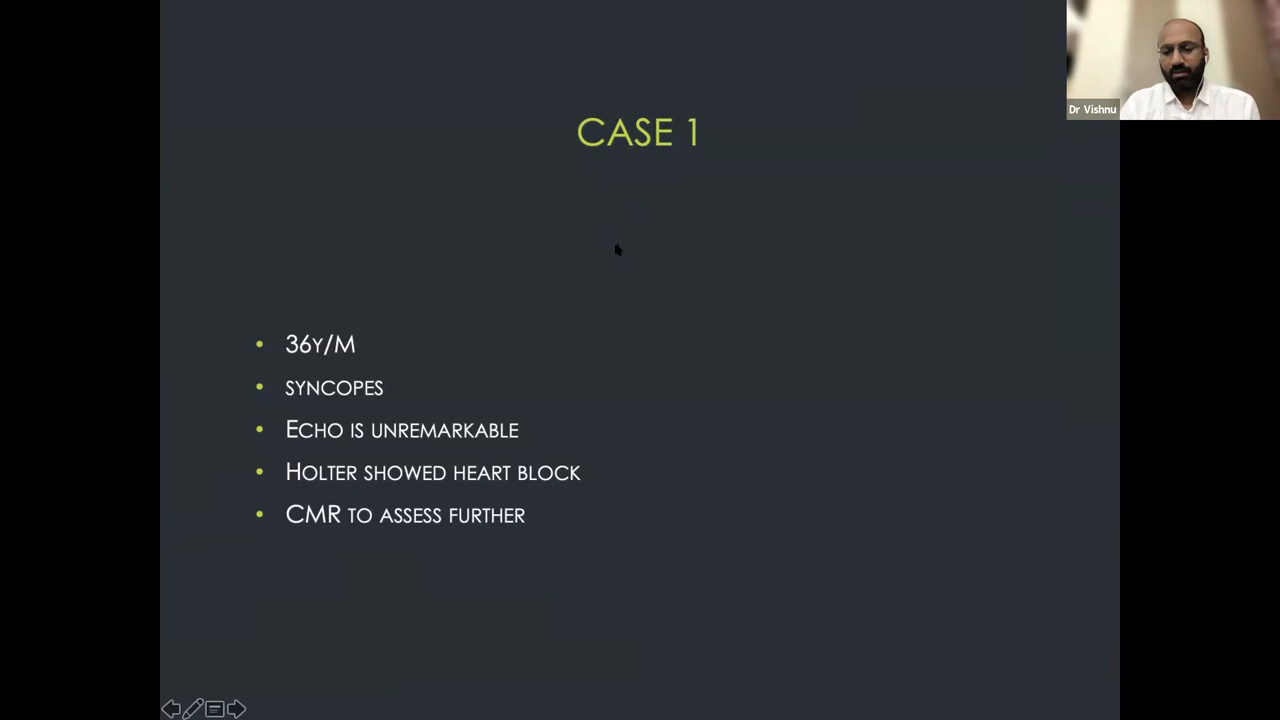 CASE 1
Dr Vishnu
• 36Y/M
• SYNCOPES
• ECHO IS UNREMARKABLE
• HOLTER SHOWED HEART BLOCK
• CMR TO ASSESS FURTHER